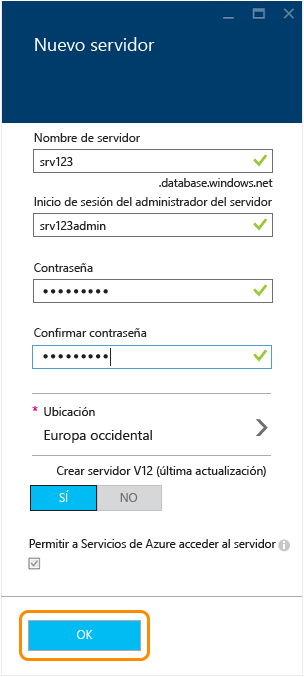 Nuevo servidor
Nombre de servidor
srv123
.database.windows.net
Inicio de sesión del administrador del servidor
srv123admin
Contraseña
•••••••••
Confirmar contraseña
•••••••••
* Ubicación
Europa occidental
Crear servidor V12 (última actualización)
SÍ NO
Permitir a Servicios de Azure acceder al servidor
OK